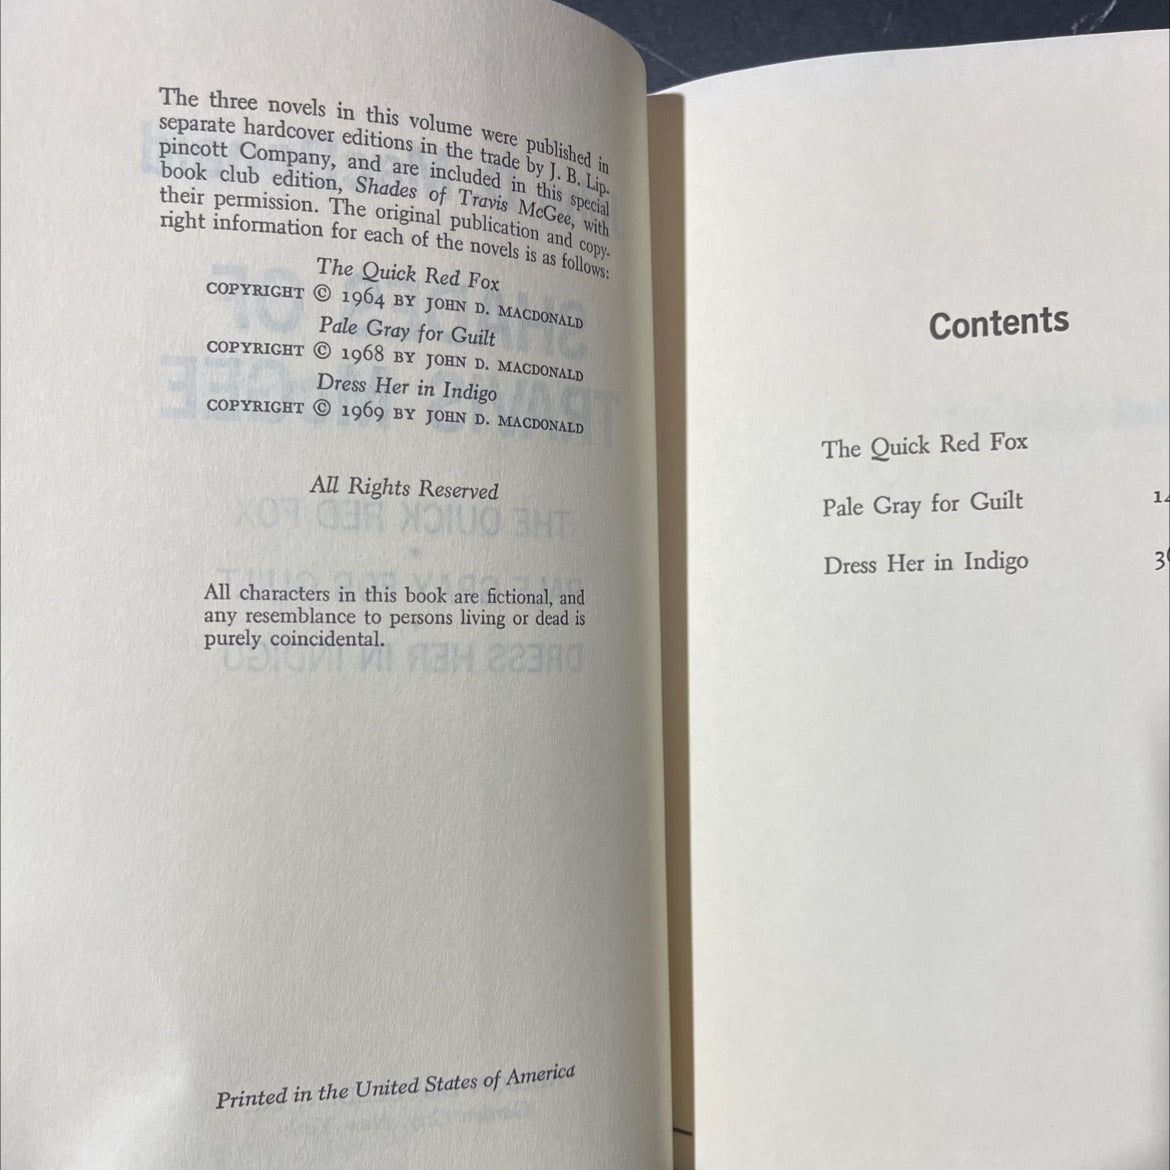 The three novels in this volume were published in
separate hardcover editions in the trade by J. B. Lip-
pincott Company, and are included in this special
book club edition, Shades of Travis McGee, with
their permission. The original publication and copy-
right information for each of the novels is as follows:
The Quick Red Fox
COPYRIGHT © 1964 BY JOHN D. MACDONALD
Pale Gray for Guilt
COPYRIGHT © 1968 BY JOHN D. MACDONALD
Dress Her in Indigo
COPYRIGHT © 1969 BY JOHN D. MACDONALD
All Rights Reserved
All characters in this book are fictional, and
any resemblance to persons living or dead is
purely coincidental.
Printed in the United States of America
Contents
The Quick Red Fox
Pale Gray for Guilt
Dress Her in Indigo